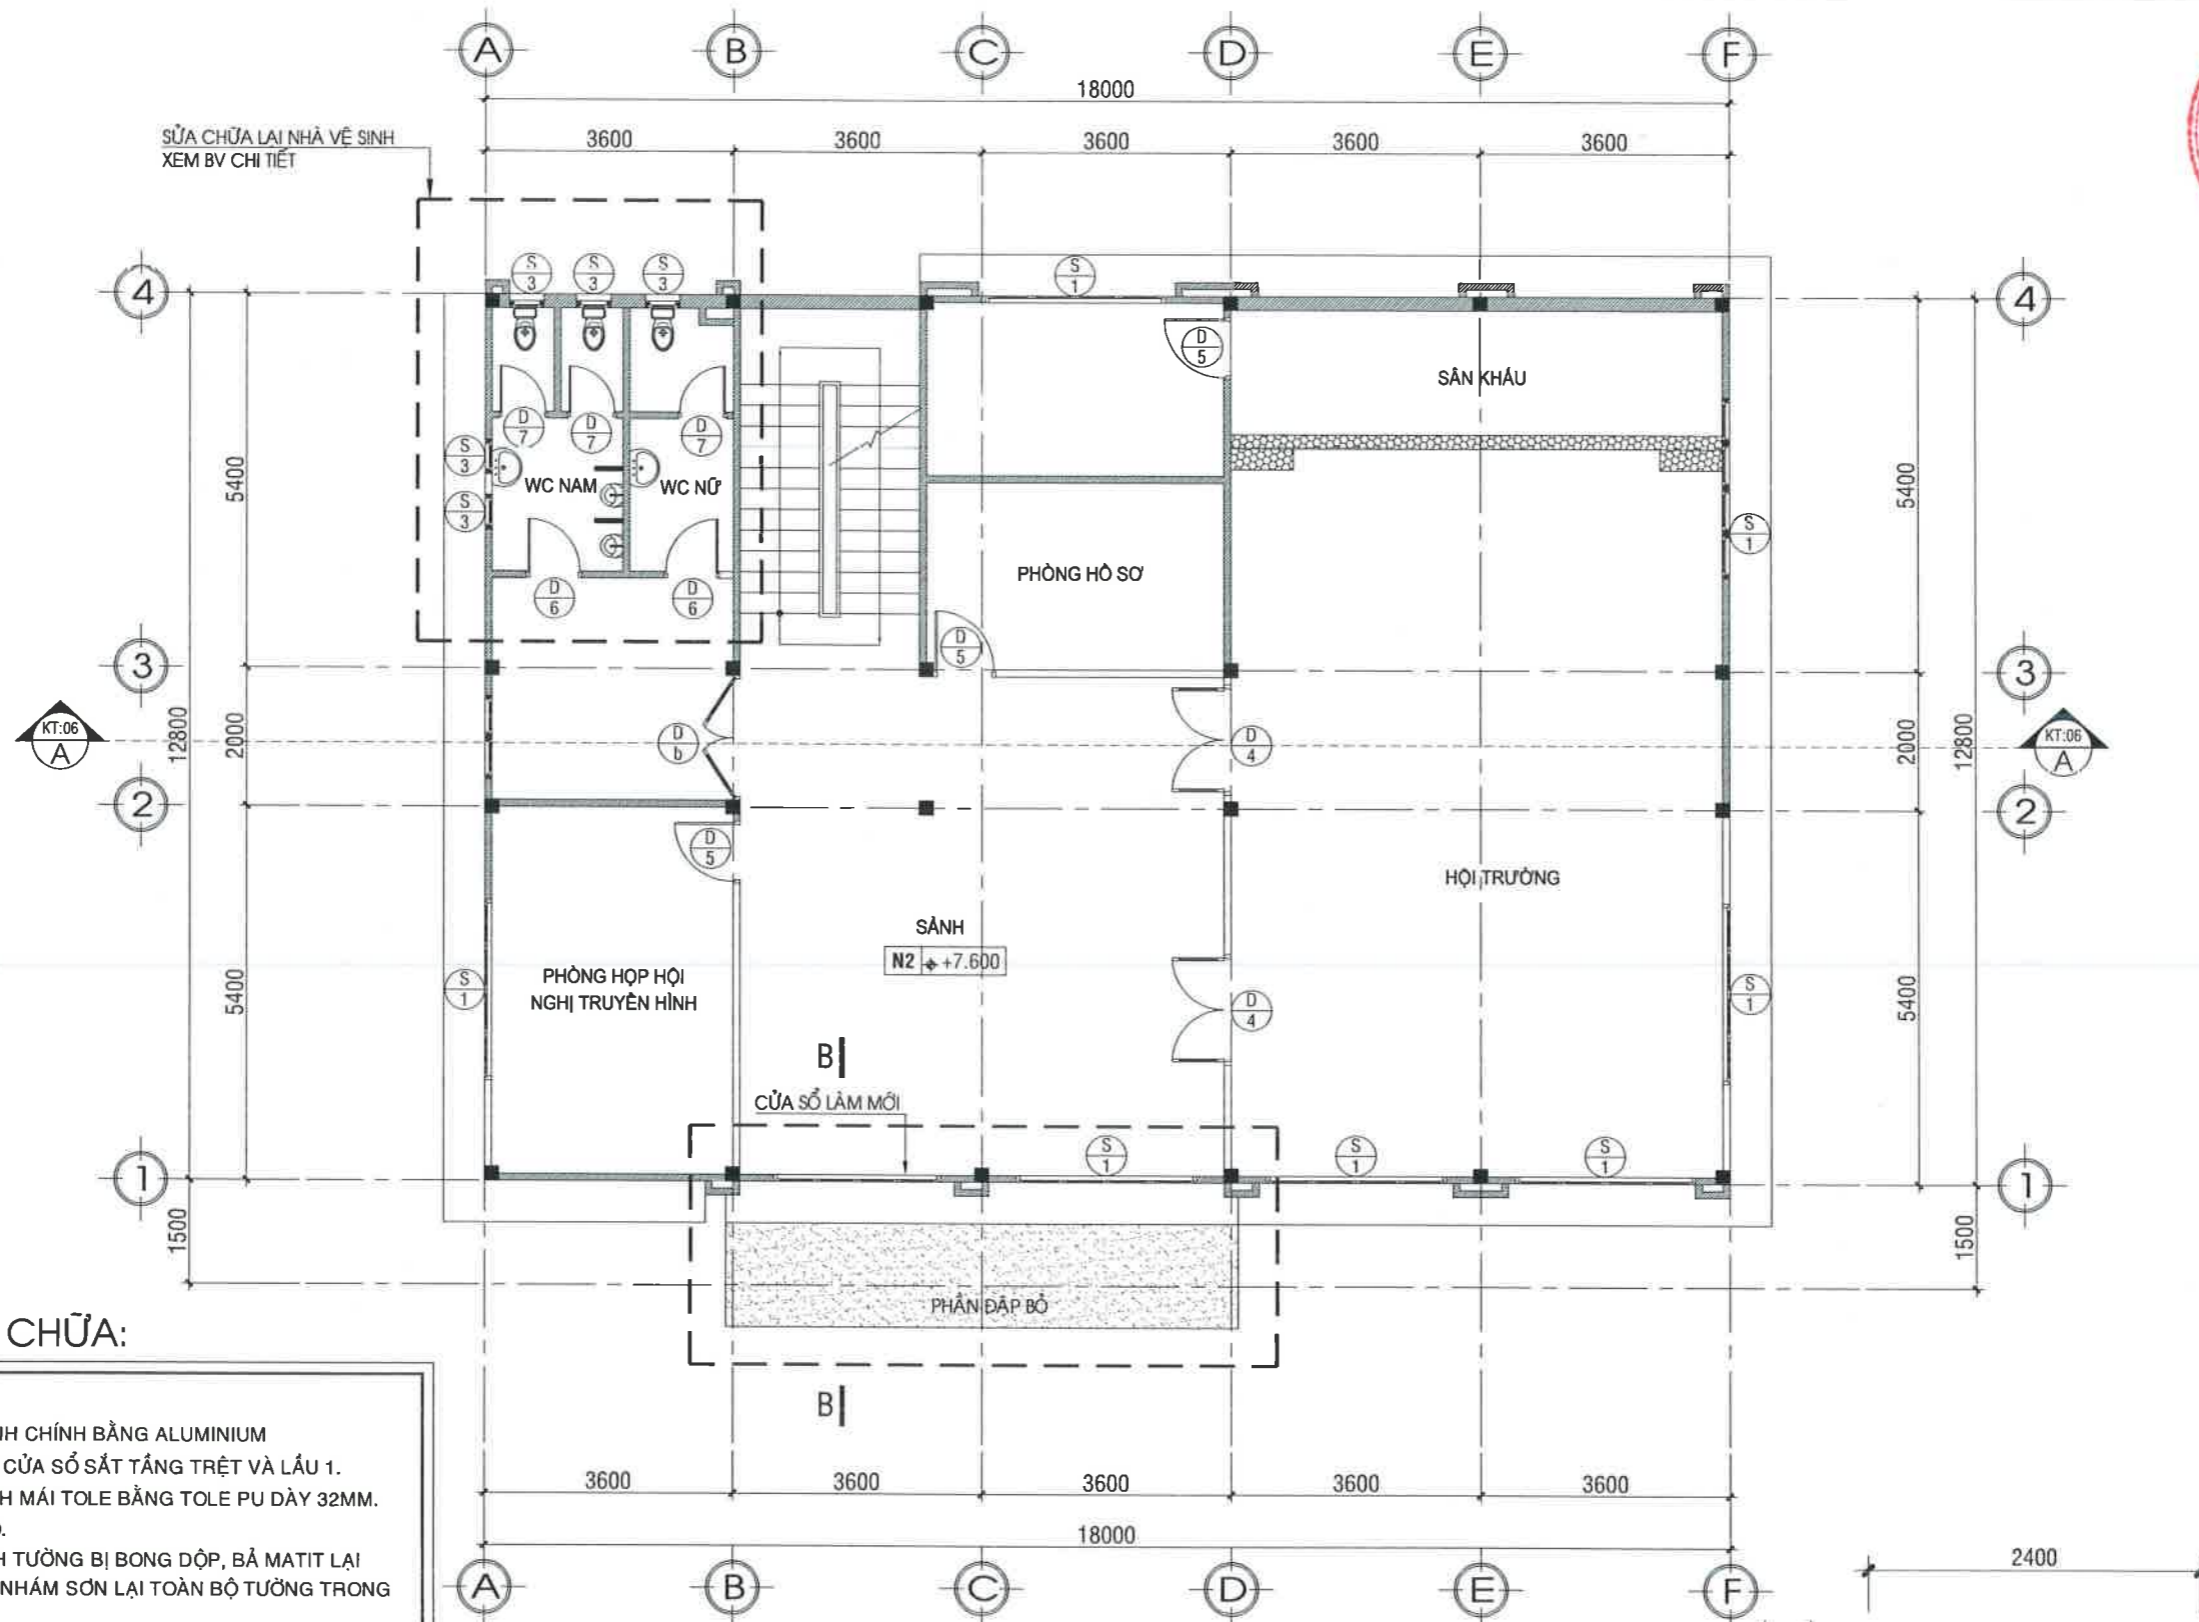 A B C D E F
18000
3600 3600 3600 3600 3600
SỬA CHỮA LẠI NHÀ VỆ SINH
XEM BV CHI TIẾT
S 3
S 3
S 3
S 1
4
4
D 5
SÂN KHẤU
D 7
D 7
D 7
S 3
S 3
WC NAM
WC NỮ
5400
5400
S 1
PHÒNG HỒ SƠ
D 6
D 6
D 5
3
3
KT:06
A
12800
2000
D b
D 4
2000
12800
KT:06
A
2
2
D 5
HỘI TRƯỜNG
SẢNH
N2 +7.600
PHÒNG HỌP HỘI
NGHỊ TRUYỀN HÌNH
S 1
5400
D 4
S 1
5400
B
CỬA SỔ LÀM MỚI
S 1
S 1
S 1
1
1
1500
1500
PHẦN ĐẬP BỎ
CHỮA:
B
NH CHÍNH BẰNG ALUMINIUM
CỬA SỔ SẮT TẦNG TRỆT VÀ LẦU 1.
H MÁI TOLE BẰNG TOLE PU DÀY 32MM.
H TƯỜNG BỊ BONG DỘP, BẢ MATIT LẠI
NHÁM SƠN LẠI TOÀN BỘ TƯỜNG TRONG
3600 3600 3600 3600 3600
18000
2400
A B C D E F